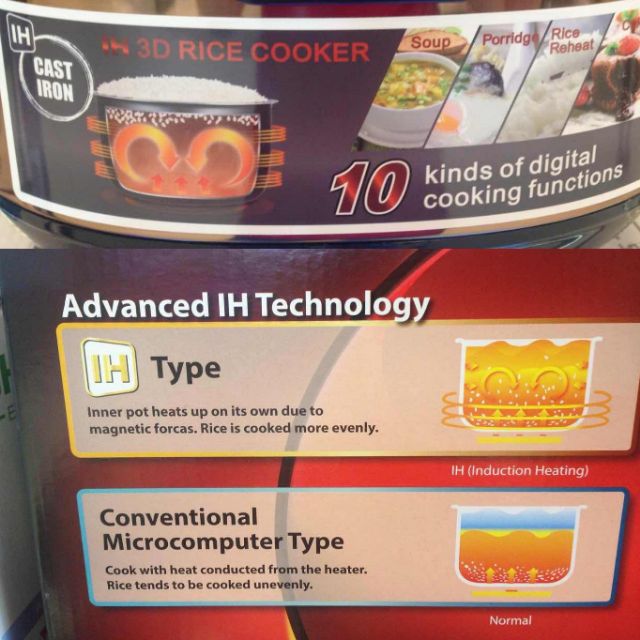 IH
CAST
IRON
IH 3D RICE COOKER
Soup
Porridge
Rice
Reheat
10 kinds of digital
cooking functions
Advanced IH Technology
IH Type
Inner pot heats up on its own due to
magnetic forcas. Rice is cooked more evenly.
IH (Induction Heating)
Conventional
Microcomputer Type
Cook with heat conducted from the heater.
Rice tends to be cooked unevenly.
Normal